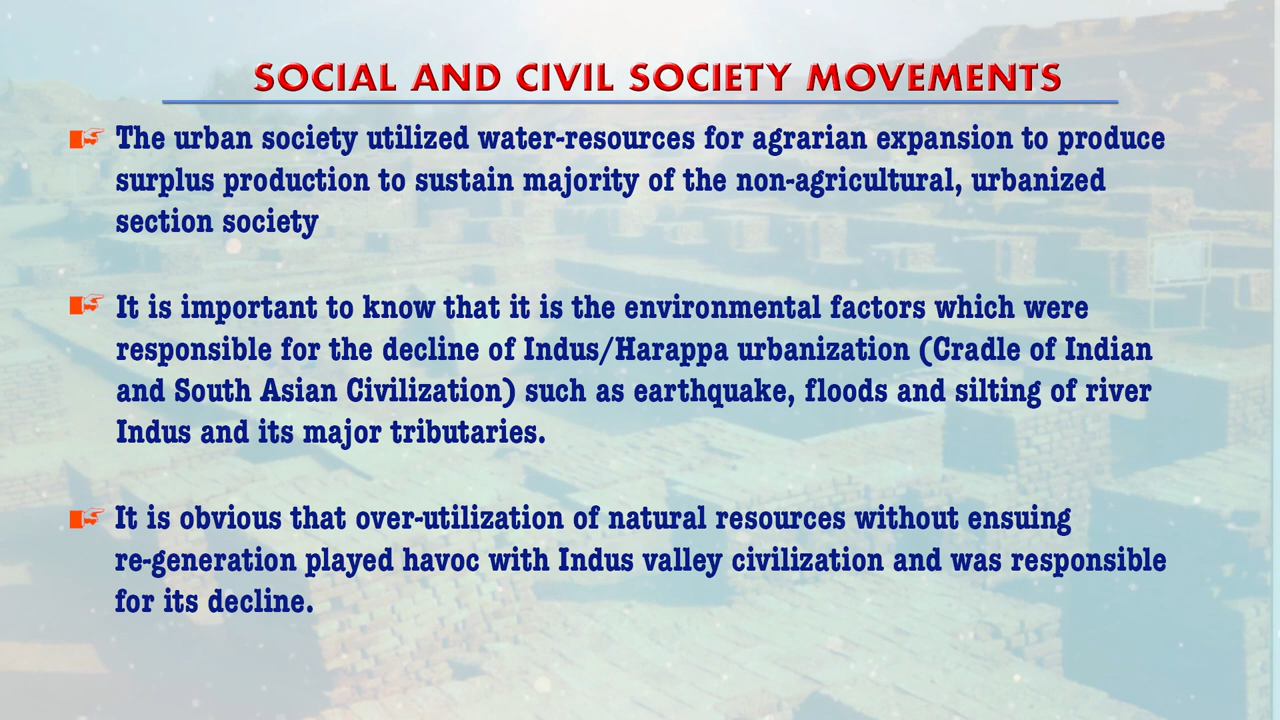 SOCIAL AND CIVIL SOCIETY MOVEMENTS
The urban society utilized water-resources for agrarian expansion to produce
surplus production to sustain majority of the non-agricultural, urbanized
section society
It is important to know that it is the environmental factors which were
responsible for the decline of Indus/Harappa urbanization (Cradle of Indian
and South Asian Civilization) such as earthquake, floods and silting of river
Indus and its major tributaries.
It is obvious that over-utilization of natural resources without ensuing
re-generation played havoc with Indus valley civilization and was responsible
for its decline.